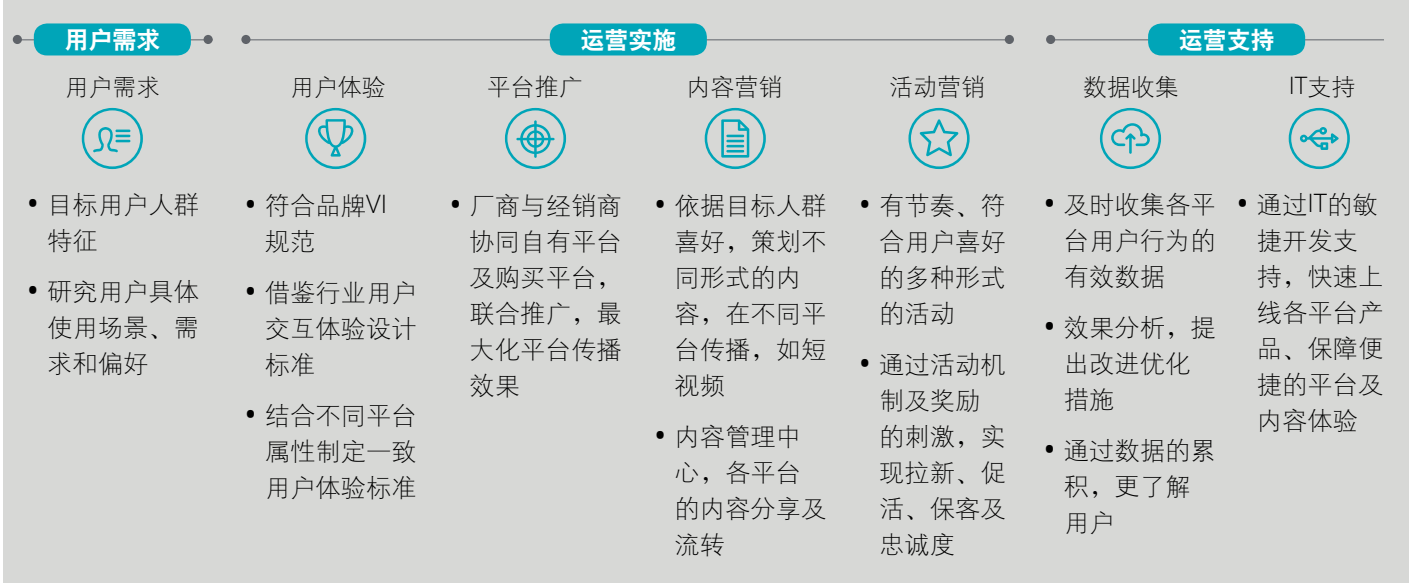 用户需求
运营实施
运营支持
用户需求
目标用户人群
特征
研究用户具体
使用场景、需
求和偏好
用户体验
符合品牌VI
规范
借鉴行业用户
交互体验设计
标准
结合不同平台
属性制定一致
用户体验标准
平台推广
厂商与经销商
协同自有平台
及购买平台，
联合推广，最
大化平台传播
效果
内容营销
依据目标人群
喜好，策划不
同形式的内
容，在不同平
台传播，如短
视频
内容管理中
心，各平台
的内容分享及
流转
活动营销
有节奏、符
合用户喜好
的多种形式
的活动
通过活动机
制及奖励
的刺激，实
现拉新、促
活、保客及
忠诚度
数据收集
及时收集各平
台用户行为的
有效数据
效果分析，提
出改进优化
措施
通过数据的累
积，更了解
用户
IT支持
通过IT的敏
捷开发支
持，快速上
线各平台产
品、保障便
捷的平台及
内容体验